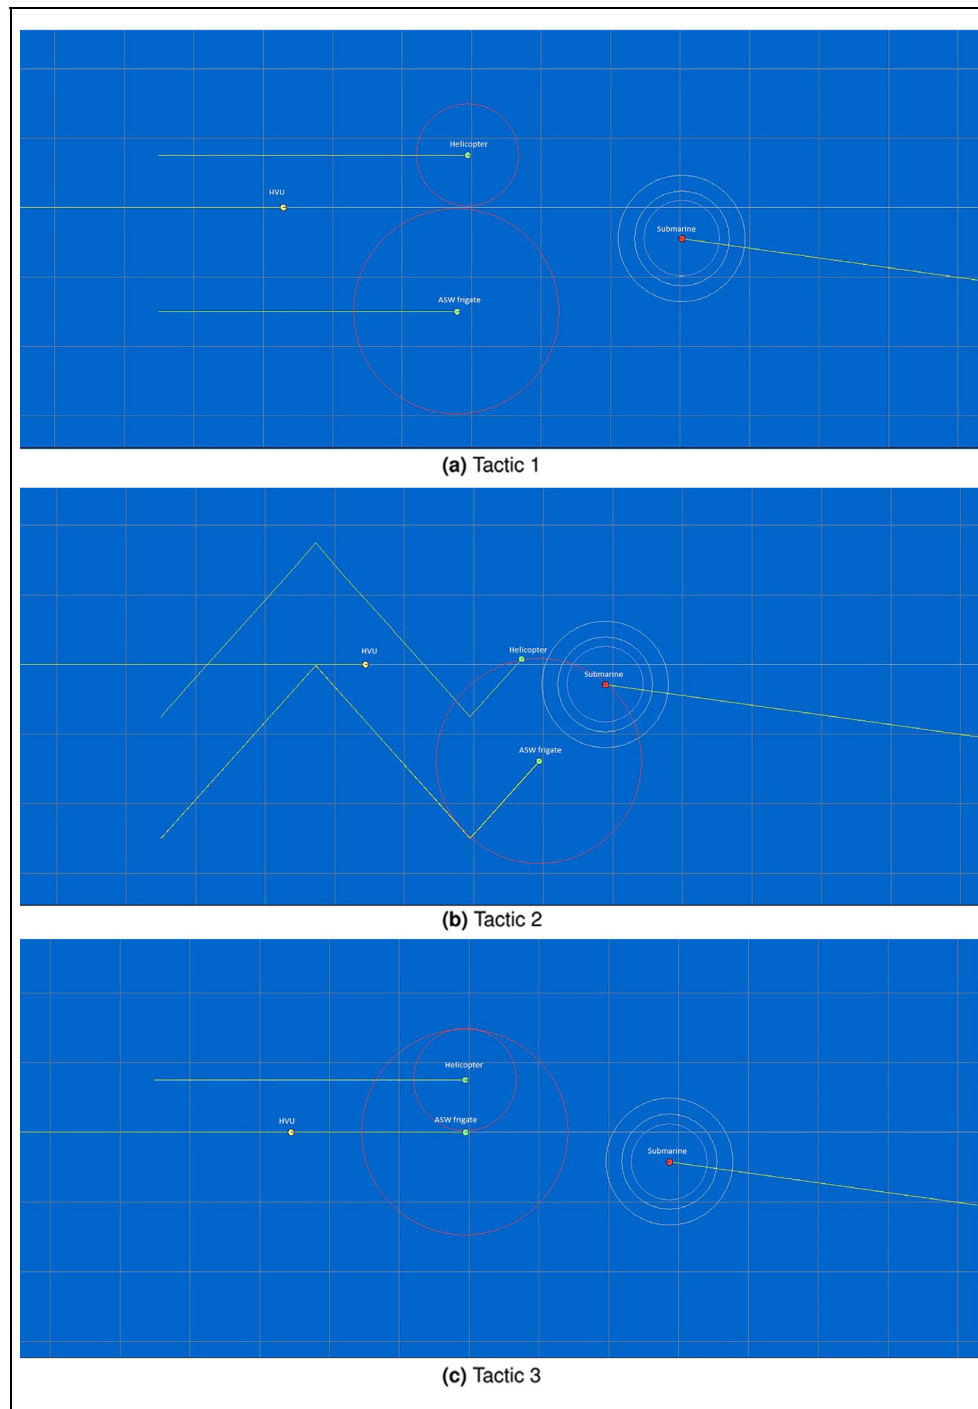 Helicopter
HVU
Submarine
ASW frigate
(a) Tactic 1
Helicopter
HVU
Submarine
ASW frigate
(b) Tactic 2
Helicopter
ASW frigate
HVU
Submarine
(c) Tactic 3